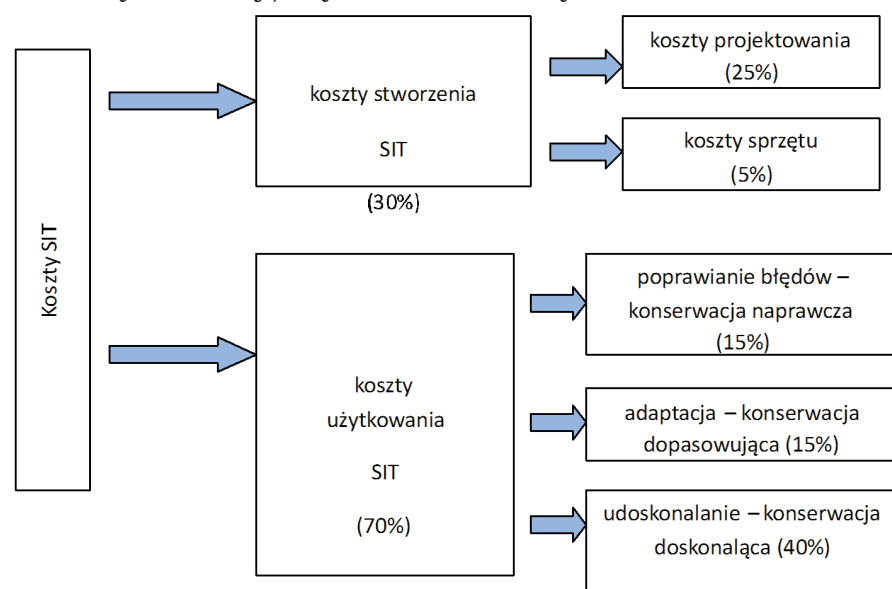 Koszty SIT
koszty stworzenia
SIT
(30%)
koszty projektowania
(25%)
koszty sprzętu
(5%)
koszty
użytkowania
SIT
(70%)
poprawianie błędów –
konserwacja naprawcza
(15%)
adaptacja – konserwacja
dopasowująca (15%)
udoskonalanie – konserwacja
doskonaląca (40%)